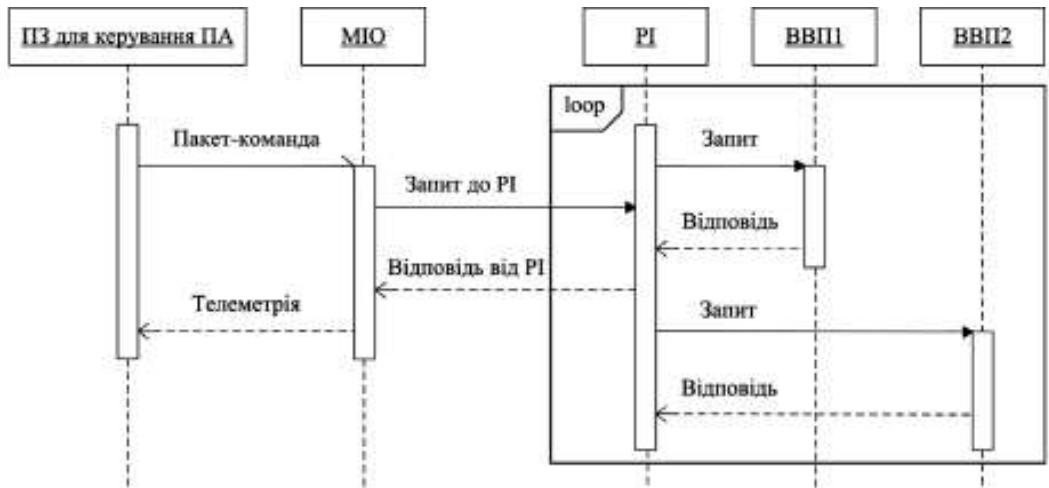 ПЗ для керування ПА
МІО
РІ
ВВП1
ВВП2
loop
Пакет-команда
Запит
Запит до РІ
Відповідь
Відповідь від РІ
Телеметрія
Запит
Відповідь